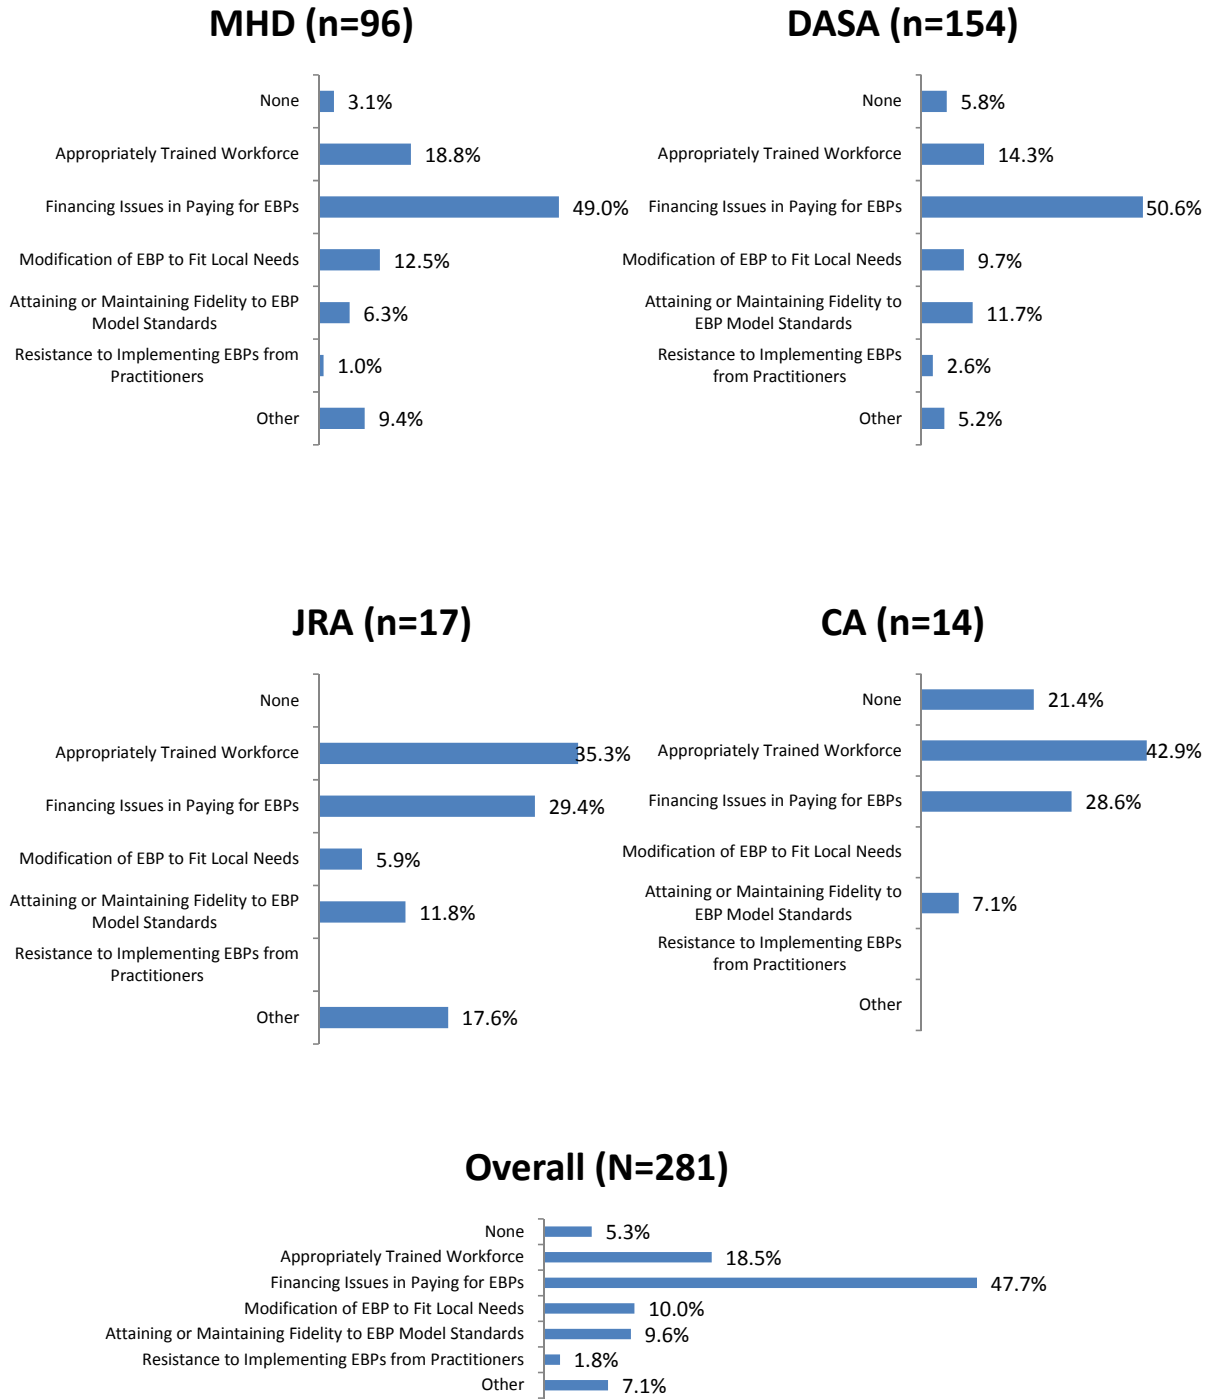 MHD (n=96)
None
3.1%
Appropriately Trained Workforce
18.8%
Financing Issues in Paying for EBPs
49.0%
Modification of EBP to Fit Local Needs
12.5%
Attaining or Maintaining Fidelity to EBP
Model Standards
6.3%
Resistance to Implementing EBPs from
Practitioners
1.0%
Other
9.4%
DASA (n=154)
None
5.8%
Appropriately Trained Workforce
14.3%
Financing Issues in Paying for EBPs
50.6%
Modification of EBP to Fit Local Needs
9.7%
Attaining or Maintaining Fidelity to
EBP Model Standards
11.7%
Resistance to Implementing EBPs
from Practitioners
2.6%
Other
5.2%
JRA (n=17)
None
Appropriately Trained Workforce
35.3%
Financing Issues in Paying for EBPs
29.4%
Modification of EBP to Fit Local Needs
5.9%
Attaining or Maintaining Fidelity to EBP
Model Standards
11.8%
Resistance to Implementing EBPs from
Practitioners
Other
17.6%
CA (n=14)
None
21.4%
Appropriately Trained Workforce
42.9%
Financing Issues in Paying for EBPs
28.6%
Modification of EBP to Fit Local Needs
Attaining or Maintaining Fidelity to
EBP Model Standards
7.1%
Resistance to Implementing EBPs
from Practitioners
Other
Overall (N=281)
None
5.3%
Appropriately Trained Workforce
18.5%
Financing Issues in Paying for EBPs
47.7%
Modification of EBP to Fit Local Needs
10.0%
Attaining or Maintaining Fidelity to EBP Model Standards
9.6%
Resistance to Implementing EBPs from Practitioners
1.8%
Other
7.1%